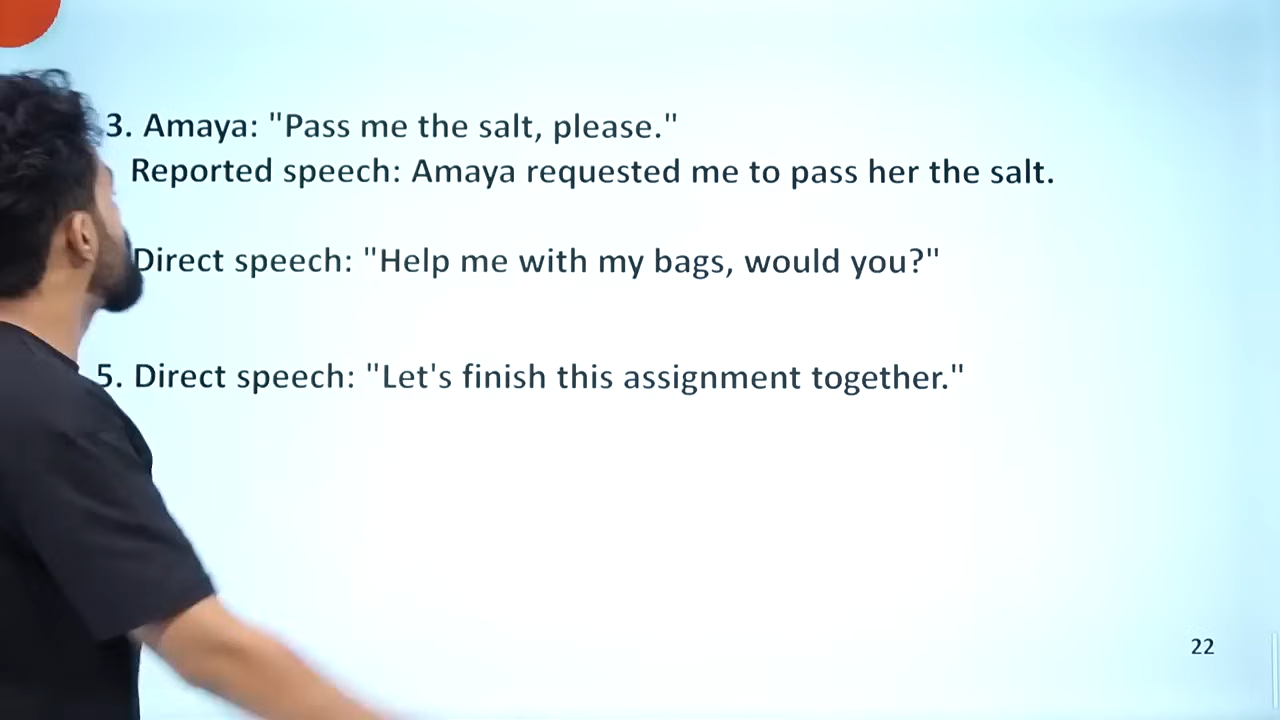 3. Amaya: "Pass me the salt, please."
Reported speech: Amaya requested me to pass her the salt.
Direct speech: "Help me with my bags, would you?"
5. Direct speech: "Let's finish this assignment together."
22